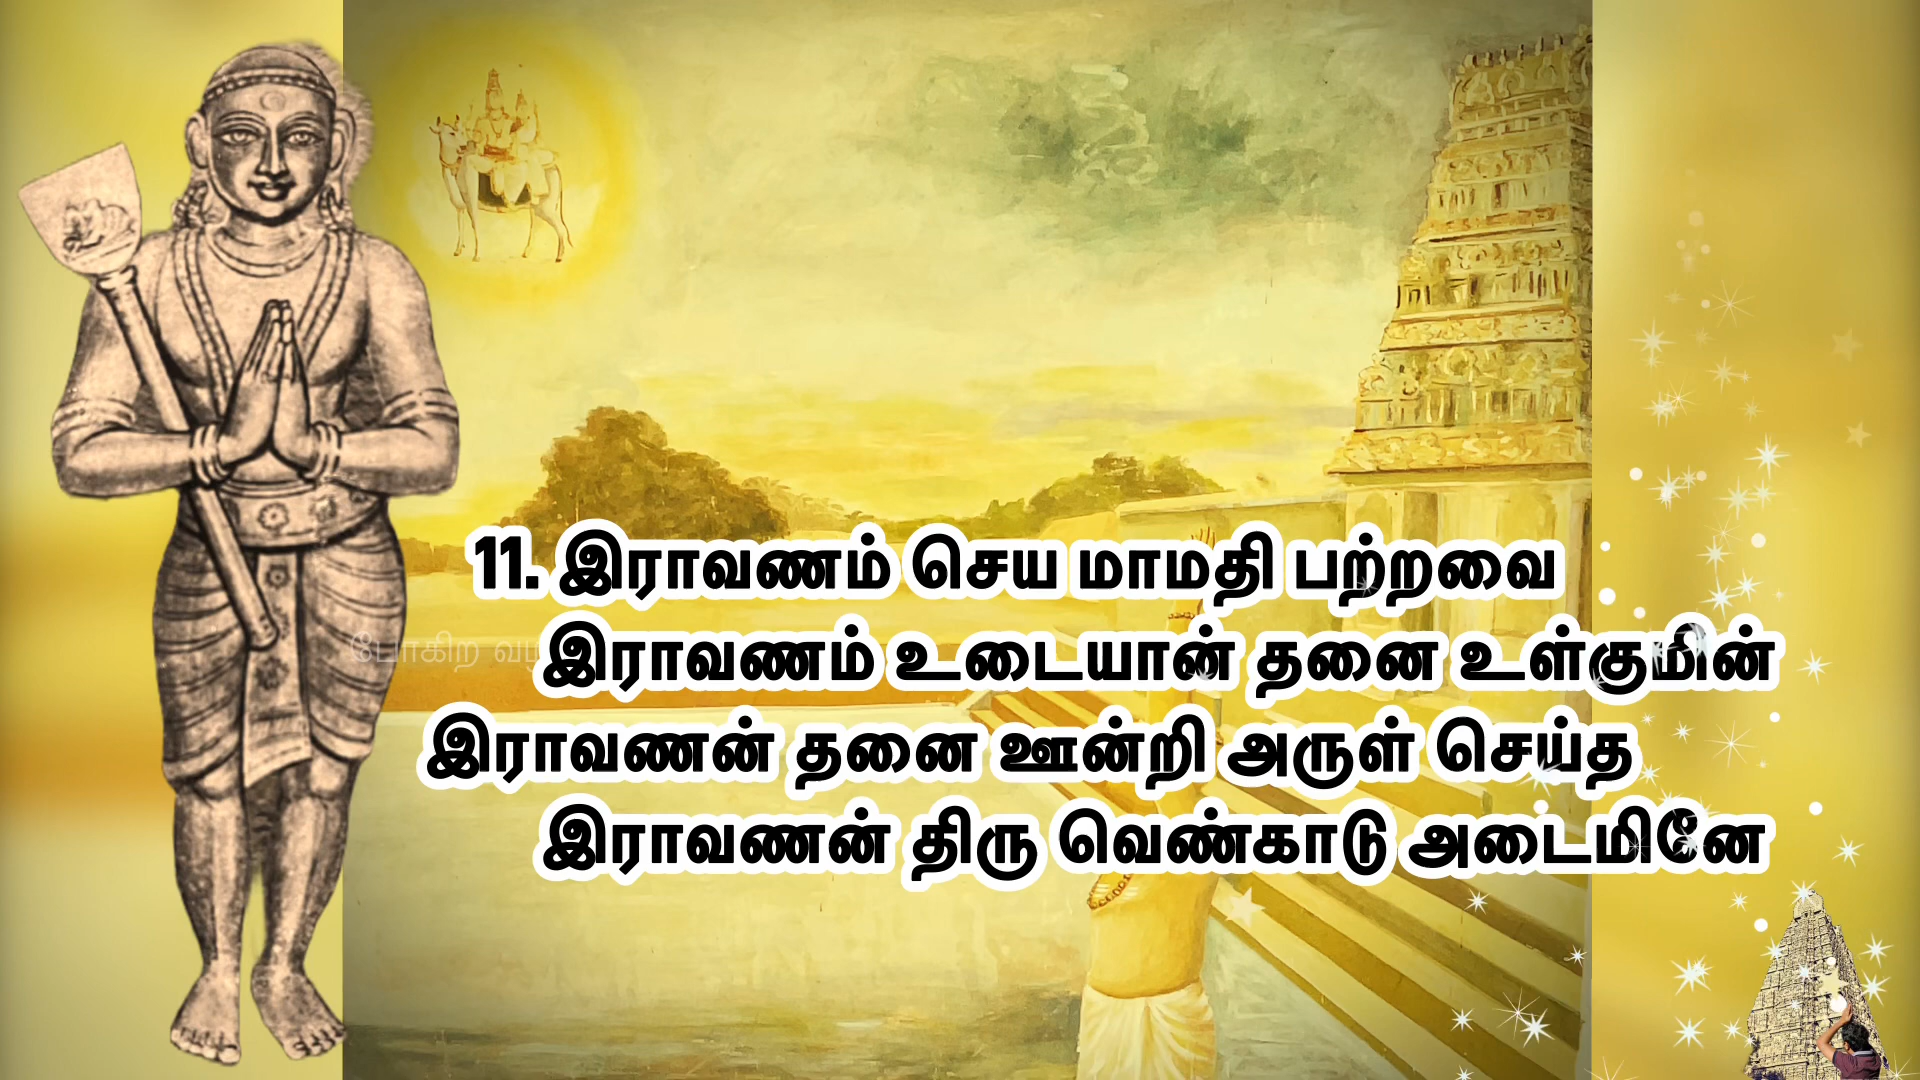 11. இராவணம் செய மாமதி பற்றவை
இராவணம் உடையான் தனை உள்குமின்
இராவணன் தனை ஊன்றி அருள் செய்த
இராவணன் திரு வெண்காடு அடைமினே
போகிற